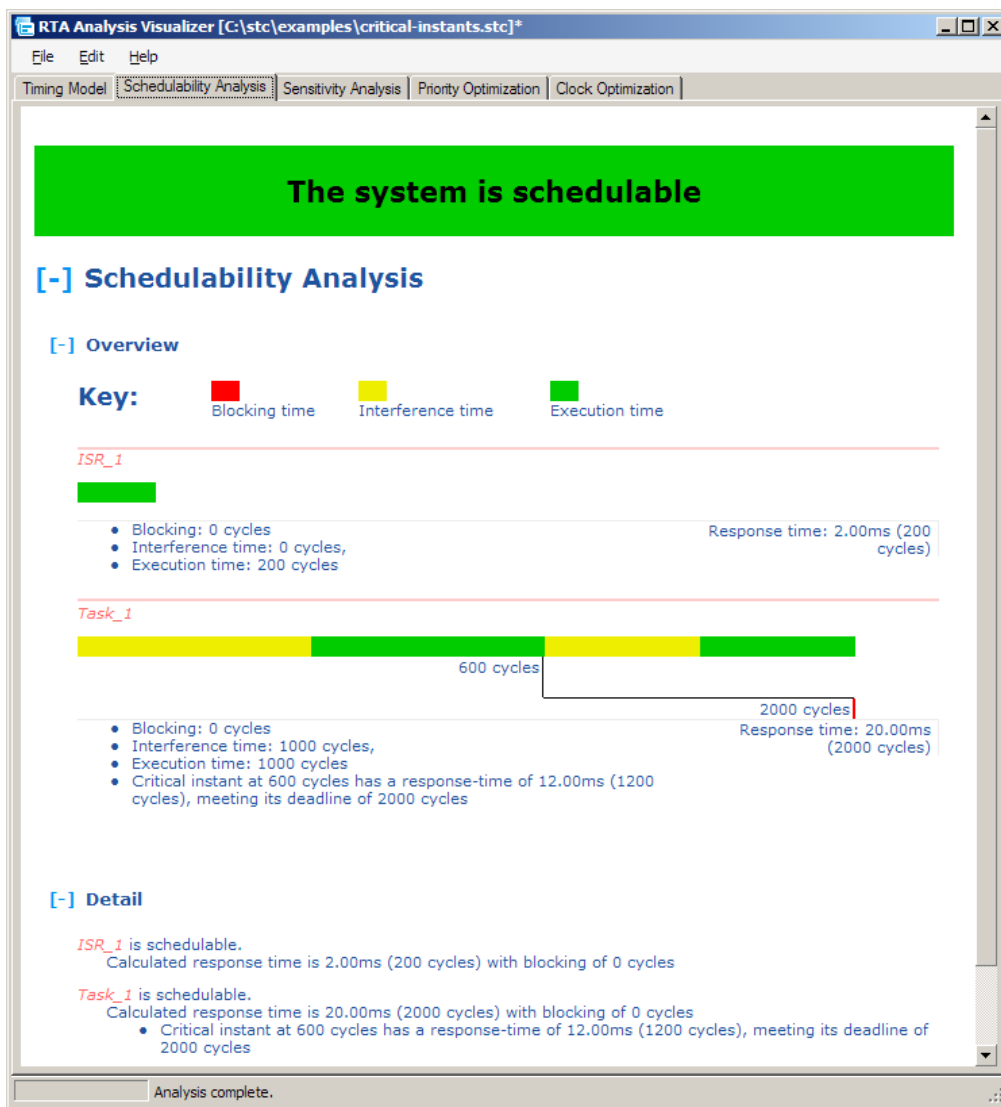 RTA Analysis Visualizer [C:\stc\examples\critical-instants.stc]*
File Edit Help
Timing Model Schedulability Analysis Sensitivity Analysis Priority Optimization Clock Optimization
The system is schedulable
[-] Schedulability Analysis
[-] Overview
Key:
Blocking time Interference time Execution time
ISR_1
• Blocking: 0 cycles
• Interference time: 0 cycles,
• Execution time: 200 cycles
Response time: 2.00ms (200
cycles)
Task_1
600 cycles
2000 cycles
• Blocking: 0 cycles
• Interference time: 1000 cycles,
• Execution time: 1000 cycles
• Critical instant at 600 cycles has a response-time of 12.00ms (1200
cycles), meeting its deadline of 2000 cycles
Response time: 20.00ms
(2000 cycles)
[-] Detail
ISR_1 is schedulable.
Calculated response time is 2.00ms (200 cycles) with blocking of 0 cycles
Task_1 is schedulable.
Calculated response time is 20.00ms (2000 cycles) with blocking of 0 cycles
• Critical instant at 600 cycles has a response-time of 12.00ms (1200 cycles), meeting its deadline of
2000 cycles
Analysis complete.